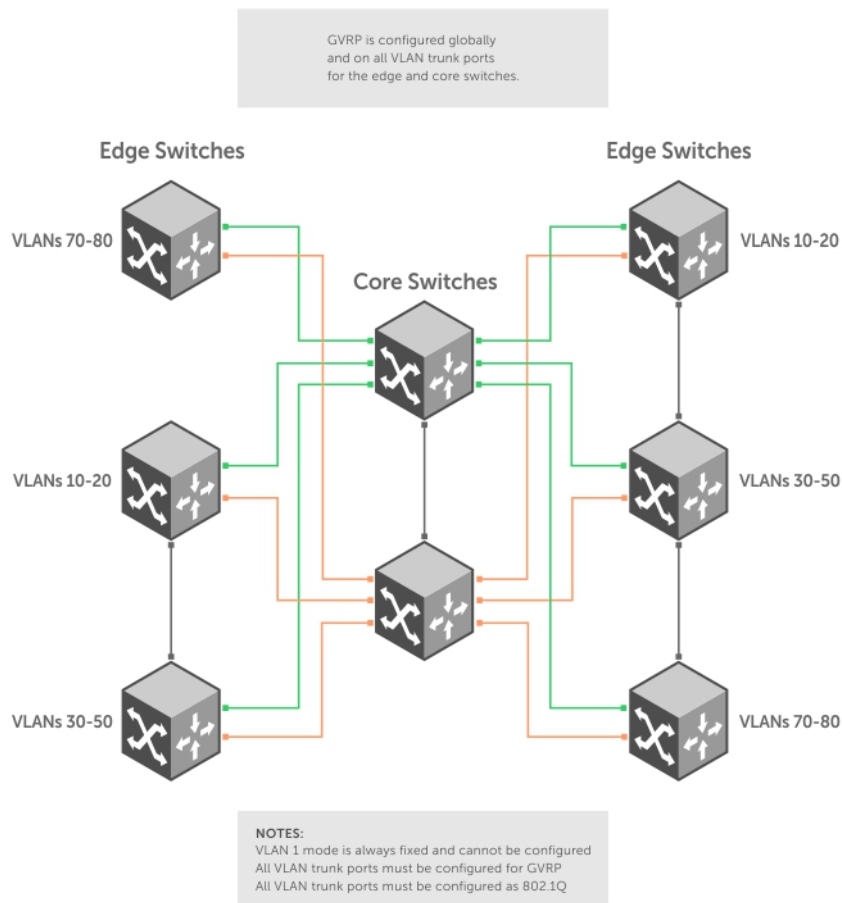 GVRP is configured globally
and on all VLAN trunk ports
for the edge and core switches.
Edge Switches
Edge Switches
VLANs 70-80
VLANs 10-20
Core Switches
VLANs 10-20
VLANs 30-50
VLANs 30-50
VLANs 70-80
NOTES:
VLAN 1 mode is always fixed and cannot be configured
All VLAN trunk ports must be configured for GVRP
All VLAN trunk ports must be configured as 802.1Q